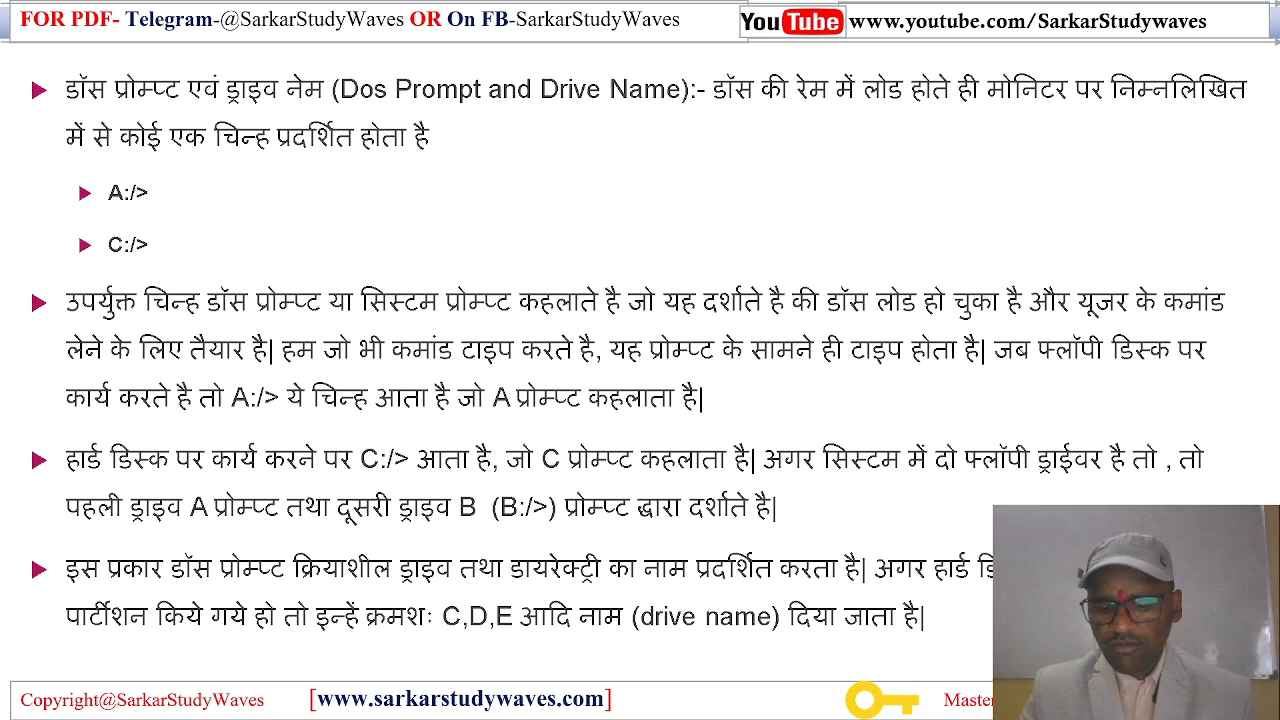 FOR PDF- Telegram-@SarkarStudyWaves OR On FB-SarkarStudyWaves
YouTube www.youtube.com/SarkarStudywaves
डॉस प्रोम्प्ट एवं ड्राइव नेम (Dos Prompt and Drive Name):- डॉस की रेम में लोड होते ही मोनिटर पर निम्नलिखित
में से कोई एक चिन्ह प्रदर्शित होता है
A:/>
C:/>
उपर्युक्त चिन्ह डॉस प्रोम्प्ट या सिस्टम प्रोम्प्ट कहलाते है जो यह दर्शाते है की डॉस लोड हो चुका है और यूजर के कमांड
लेने के लिए तैयार है| हम जो भी कमांड टाइप करते है, यह प्रोम्प्ट के सामने ही टाइप होता है| जब फ्लॉपी डिस्क पर
कार्य करते है तो A:/> ये चिन्ह आता है जो A प्रोम्प्ट कहलाता है|
हार्ड डिस्क पर कार्य करने पर C:/> आता है, जो C प्रोम्प्ट कहलाता है| अगर सिस्टम में दो फ्लॉपी ड्राईवर है तो , तो
पहली ड्राइव A प्रोम्प्ट तथा दूसरी ड्राइव B (B:/>) प्रोम्प्ट द्वारा दर्शाते है|
इस प्रकार डॉस प्रोम्प्ट क्रियाशील ड्राइव तथा डायरेक्ट्री का नाम प्रदर्शित करता है| अगर हार्ड
पार्टीशन किये गये हो तो इन्हें क्रमशः C,D,E आदि नाम (drive name) दिया जाता है|
Copyright@SarkarStudyWaves [www.sarkarstudywaves.com] Master